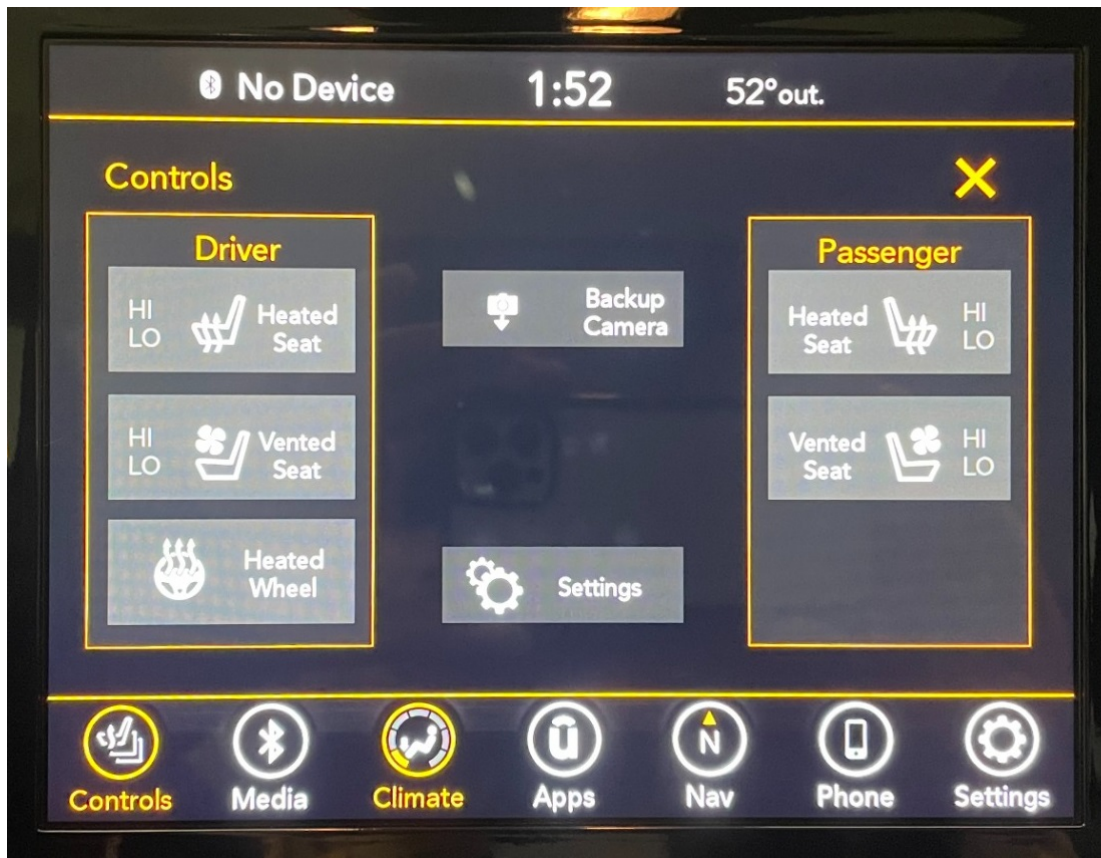 No Device 1:52 52°out.
Controls
Driver
HI
LO
Heated
Seat
HI
LO
Vented
Seat
Heated
Wheel
Backup
Camera
Settings
Passenger
Heated
Seat
HI
LO
Vented
Seat
HI
LO
Controls Media Climate Apps Nav Phone Settings
N
ū